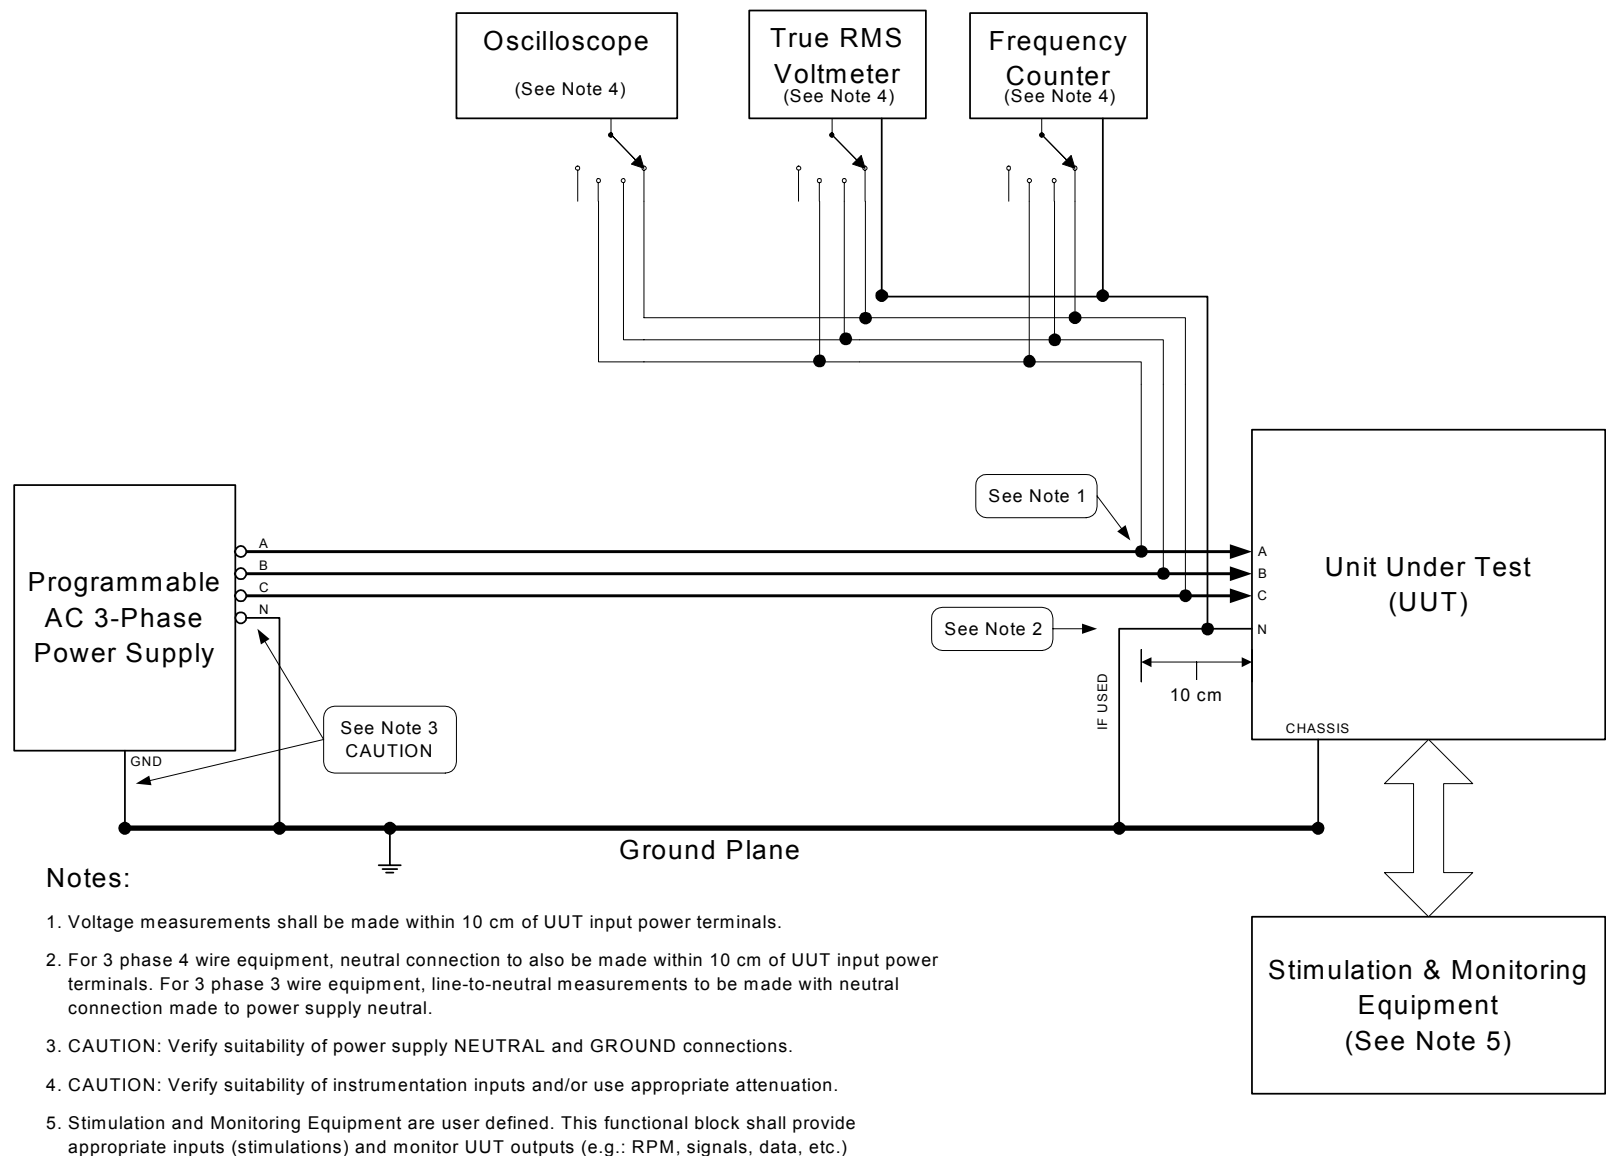 Oscilloscope
(See Note 4)
True RMS
Voltmeter
(See Note 4)
Frequency
Counter
(See Note 4)
See Note 1
Programmable
AC 3-Phase
Power Supply
A
B
C
N
A
B
C
N
Unit Under Test
(UUT)
See Note 2
10 cm
IF USED
See Note 3
CAUTION
CHASSIS
GND
Ground Plane
Stimulation & Monitoring
Equipment
(See Note 5)
Notes:
1. Voltage measurements shall be made within 10 cm of UUT input power terminals.
2. For 3 phase 4 wire equipment, neutral connection to also be made within 10 cm of UUT input power
terminals. For 3 phase 3 wire equipment, line-to-neutral measurements to be made with neutral
connection made to power supply neutral.
3. CAUTION: Verify suitability of power supply NEUTRAL and GROUND connections.
4. CAUTION: Verify suitability of instrumentation inputs and/or use appropriate attenuation.
5. Stimulation and Monitoring Equipment are user defined. This functional block shall provide
appropriate inputs (stimulations) and monitor UUT outputs (e.g.: RPM, signals, data, etc.)